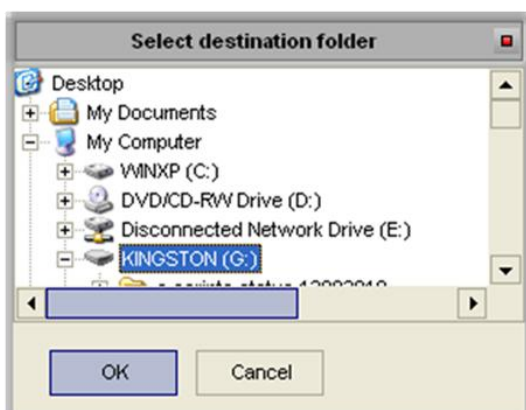 Select destination folder
Desktop
My Documents
My Computer
WINXP (C:)
DVD/CD-RW Drive (D:)
Disconnected Network Drive (E:)
KINGSTON (G:)
OK Cancel